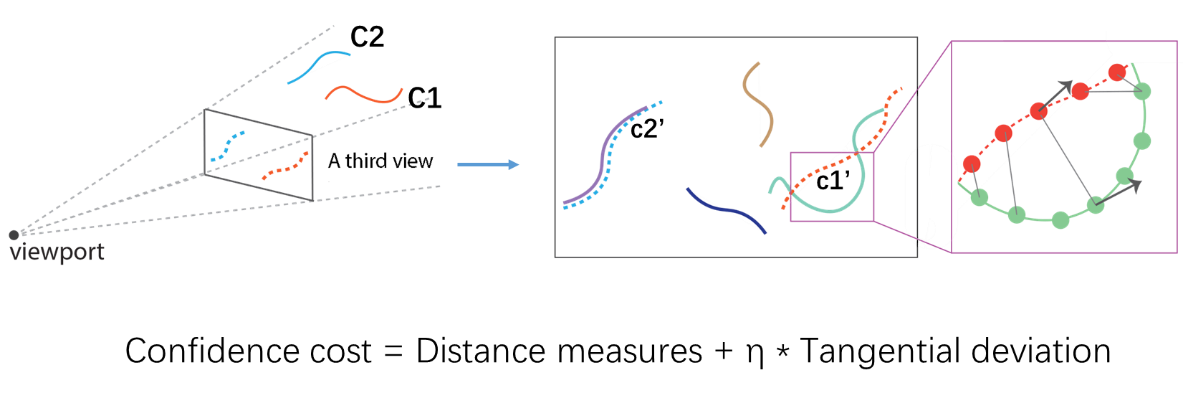 C2
C1
A third view
viewport
c2’
c1’
Confidence cost = Distance measures + η * Tangential deviation